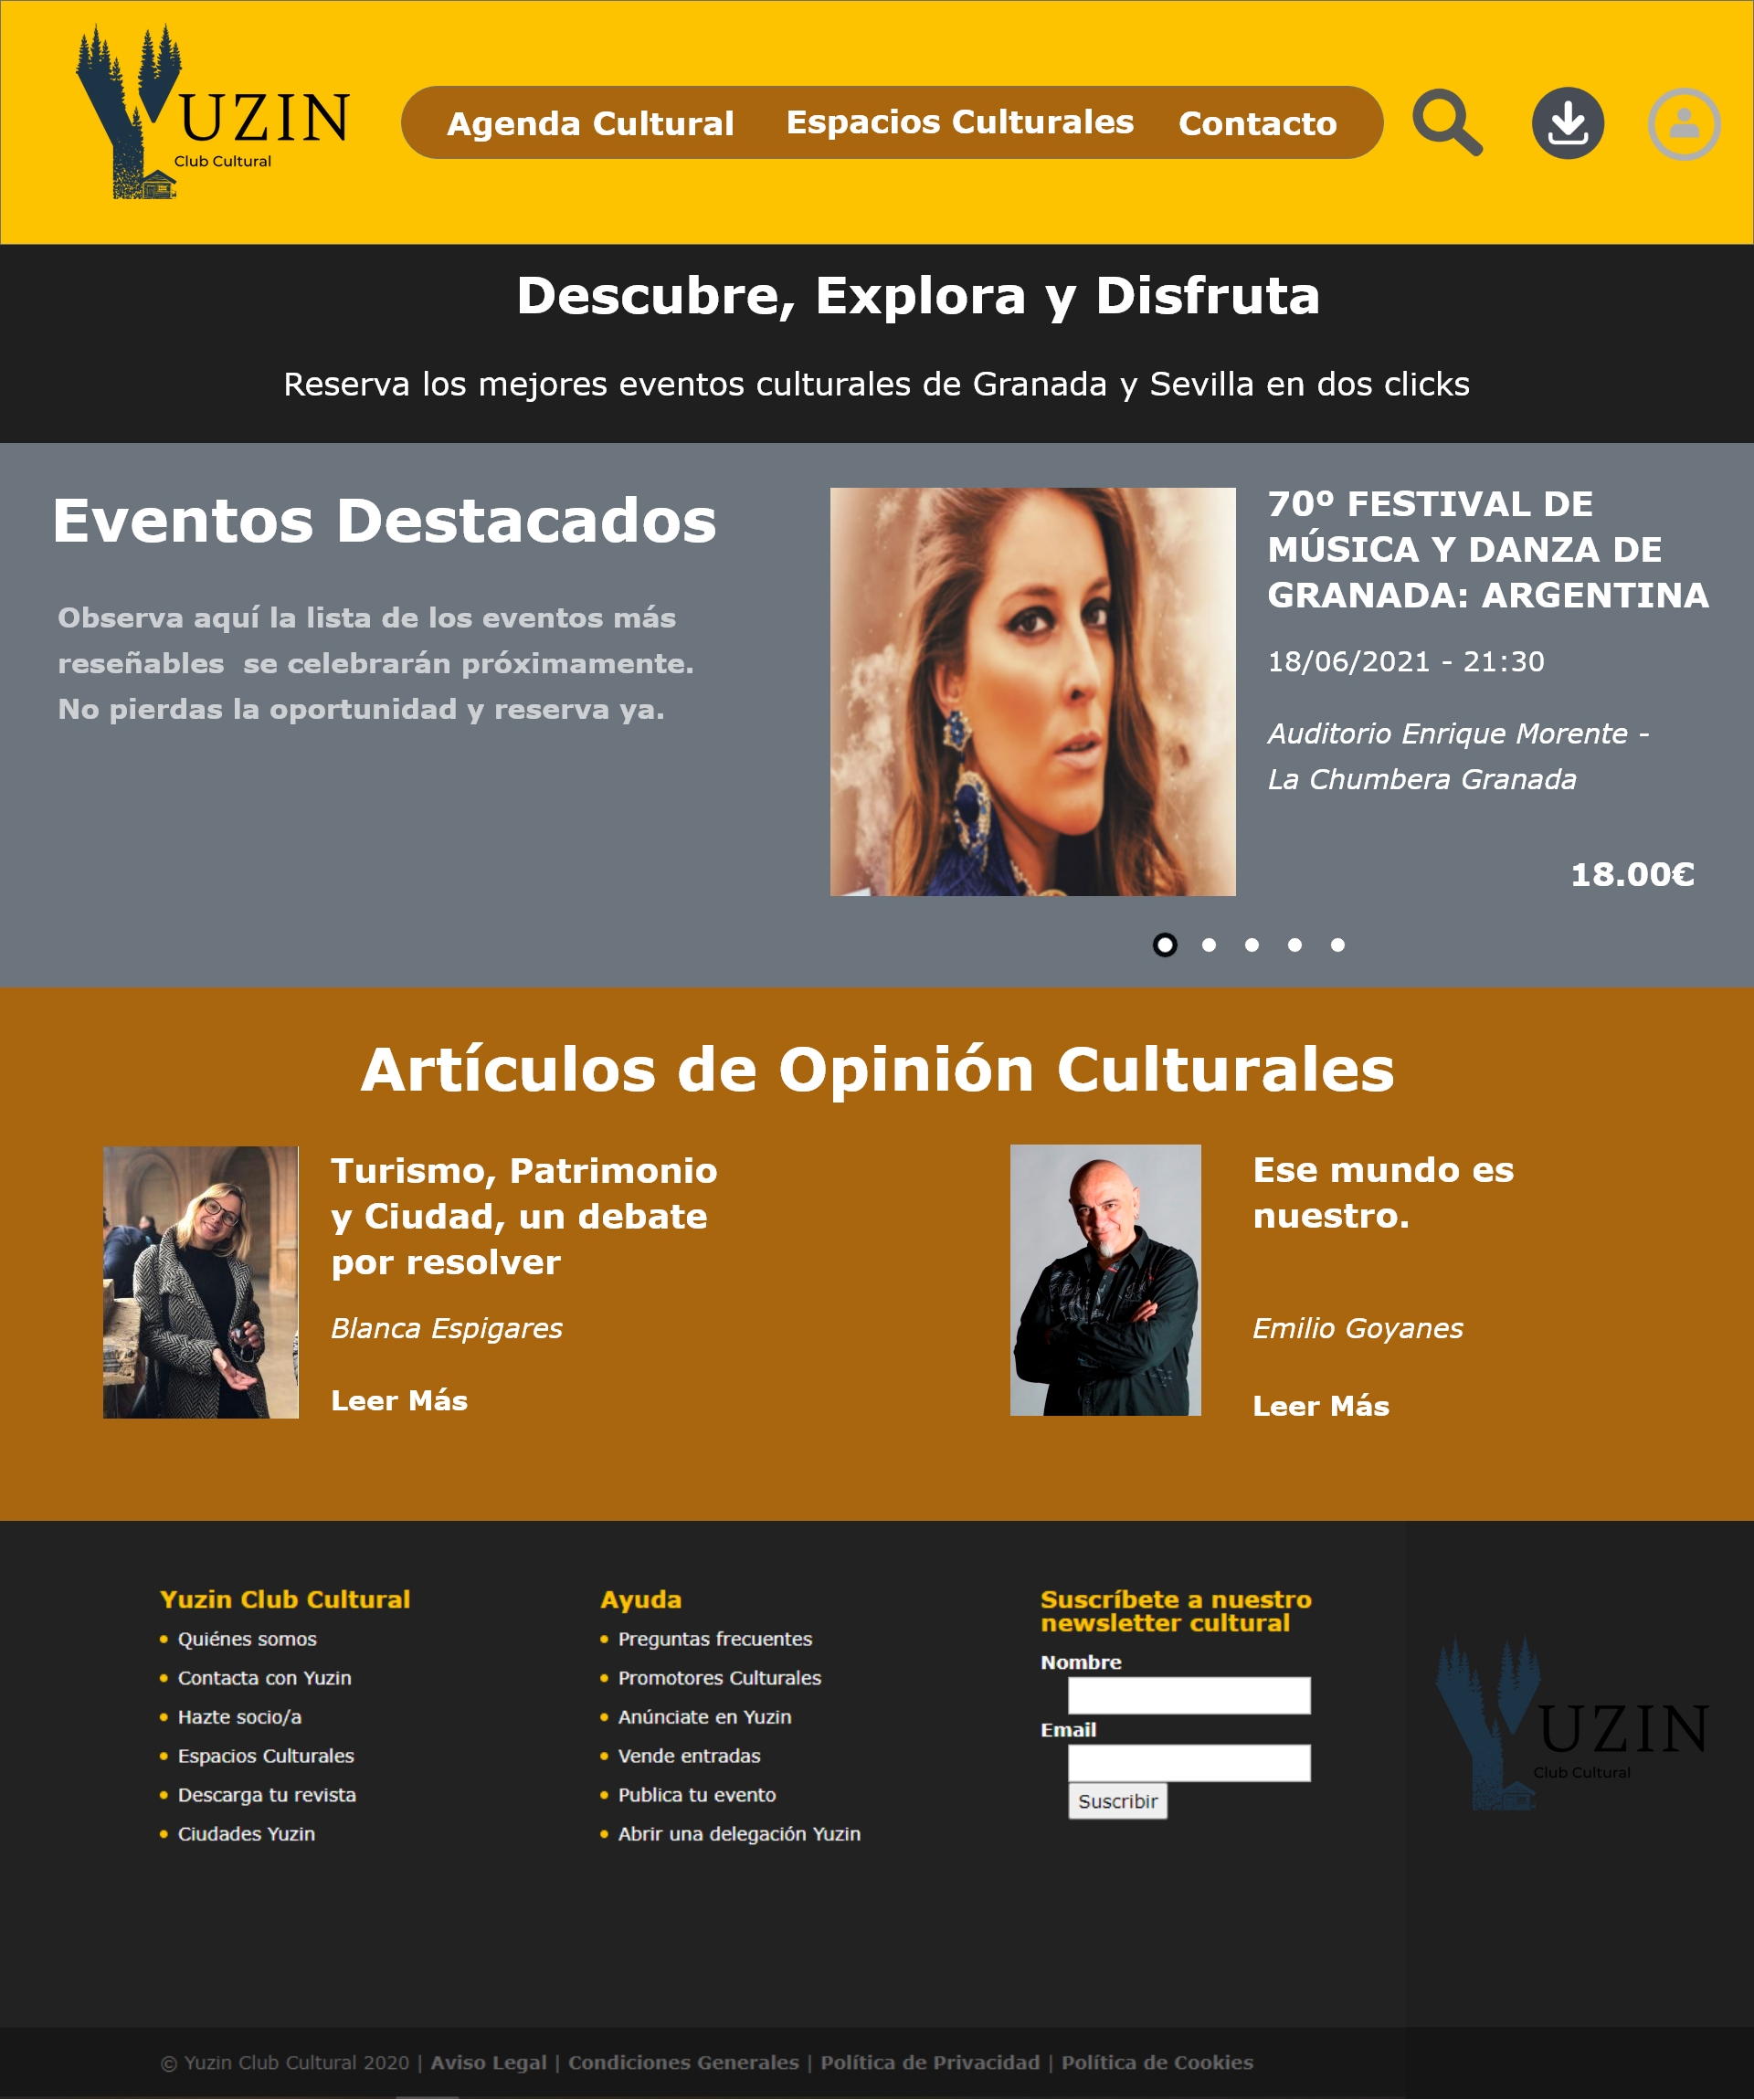 UZIN
Club Cultural
Agenda Cultural
Espacios Culturales
Contacto
Descubre, Explora y Disfruta
Reserva los mejores eventos culturales de Granada y Sevilla en dos clicks
Eventos Destacados
Observa aquí la lista de los eventos más
reseñables  se celebrarán próximamente.
No pierdas la oportunidad y reserva ya.
70º FESTIVAL DE
MÚSICA Y DANZA DE
GRANADA: ARGENTINA
18/06/2021 - 21:30
Auditorio Enrique Morente -
La Chumbera Granada
18.00€
Artículos de Opinión Culturales
Turismo, Patrimonio
y Ciudad, un debate
por resolver
Blanca Espigares
Leer Más
Ese mundo es
nuestro.
Emilio Goyanes
Leer Más
Yuzin Club Cultural
Quiénes somos
Contacta con Yuzin
Hazte socio/a
Espacios Culturales
Descarga tu revista
Ciudades Yuzin
Ayuda
Preguntas frecuentes
Promotores Culturales
Anúnciate en Yuzin
Vende entradas
Publica tu evento
Abrir una delegación Yuzin
Suscríbete a nuestro
newsletter cultural
Nombre
Email
Suscribir
UZIN
Club Cultural
© Yuzin Club Cultural 2020 | Aviso Legal | Condiciones Generales | Política de Privacidad | Política de Cookies